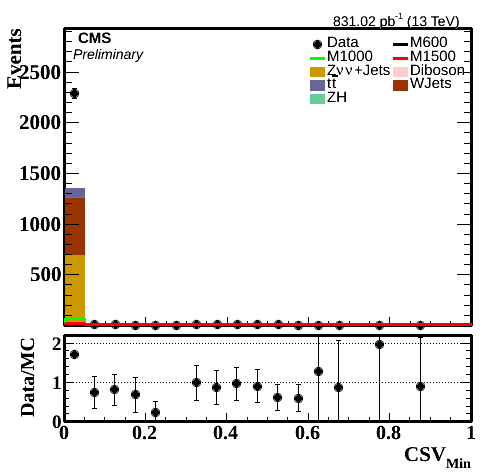 831.02 pb-1 (13 TeV)
CMS
Preliminary
Data
M600
M1000
M1500
Zνν+Jets
Diboson
tt̄
WJets
ZH
Events
2500
2000
1500
1000
500
Data/MC
2
1
0
0 0.2 0.4 0.6 0.8 1
CSVMin